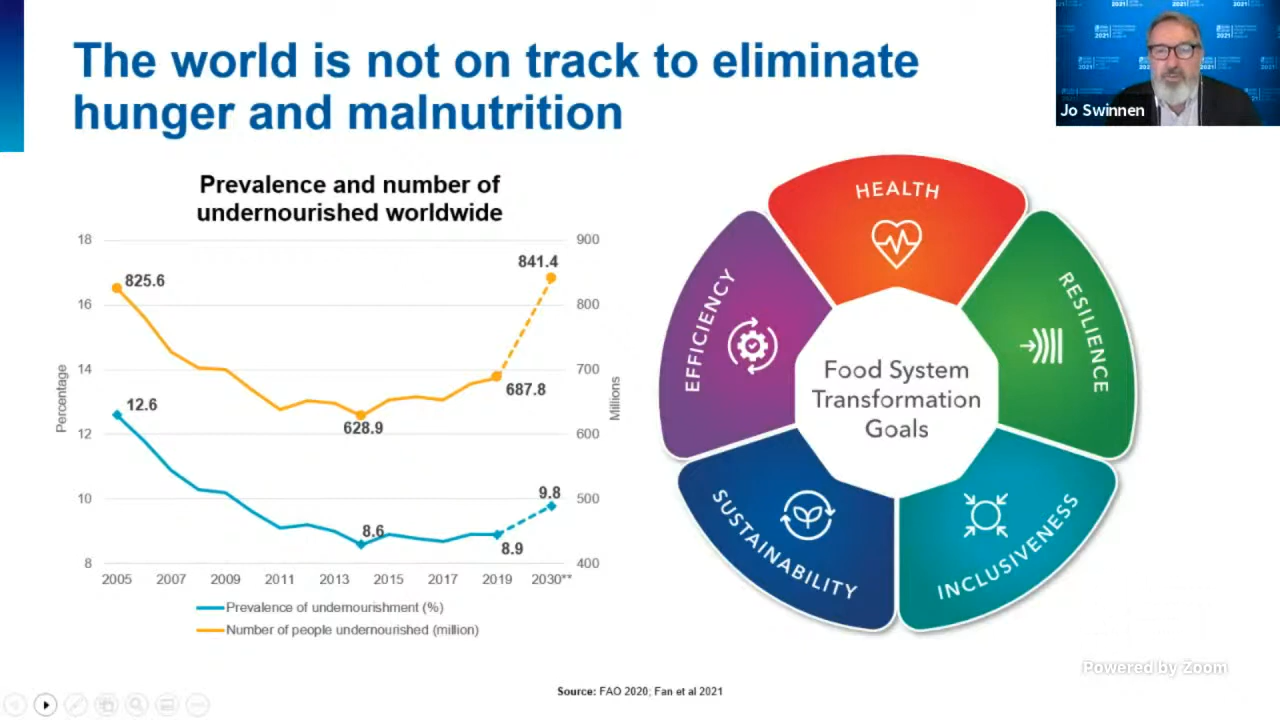 The world is not on track to eliminate
hunger and malnutrition
Jo Swinnen
Prevalence and number of
undernourished worldwide
18
16
14
12
10
8
Percentage
900
800
700
600
500
400
Millions
825.6
841.4
687.8
628.9
12.6
8.6
8.9
9.8
2005
2007
2009
2011
2013
2015
2017
2019
2030**
Prevalence of undernourishment (%)
Number of people undernourished (million)
HEALTH
RESILIENCE
INCLUSIVENESS
SUSTAINABILITY
EFFICIENCY
Food System
Transformation
Goals
Source: FAO 2020; Fan et al 2021
Powered by Zoom